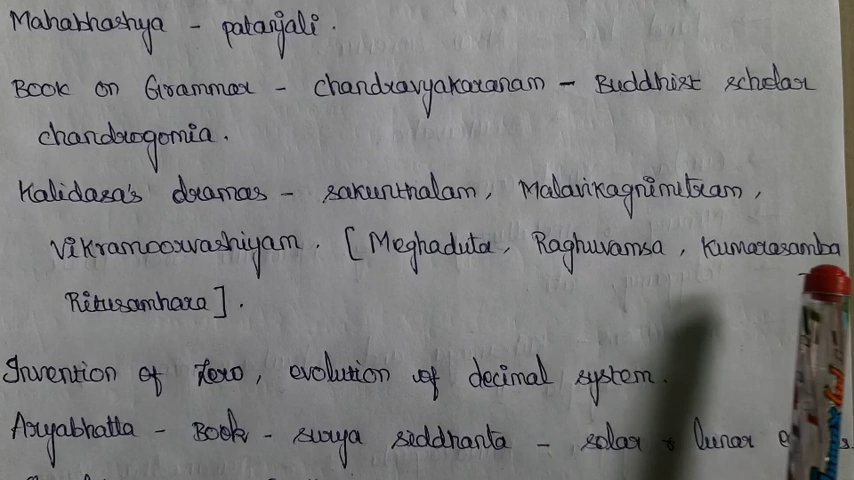 Mahabhashya - patanjali.
Book on Grammar - chandravyakaranam - Buddhist scholar
chandrogomia.
Kalidasa's dramas - sakunthalam, Malavikagnimitram,
Vikramoorvashiyam. [Meghaduta, Raghuvamsa, Kumarasamba
Ritusamhara].
Invention of Zero, evolution of decimal system.
Aryabhatta - Book - surya siddhanta - solar & lunar